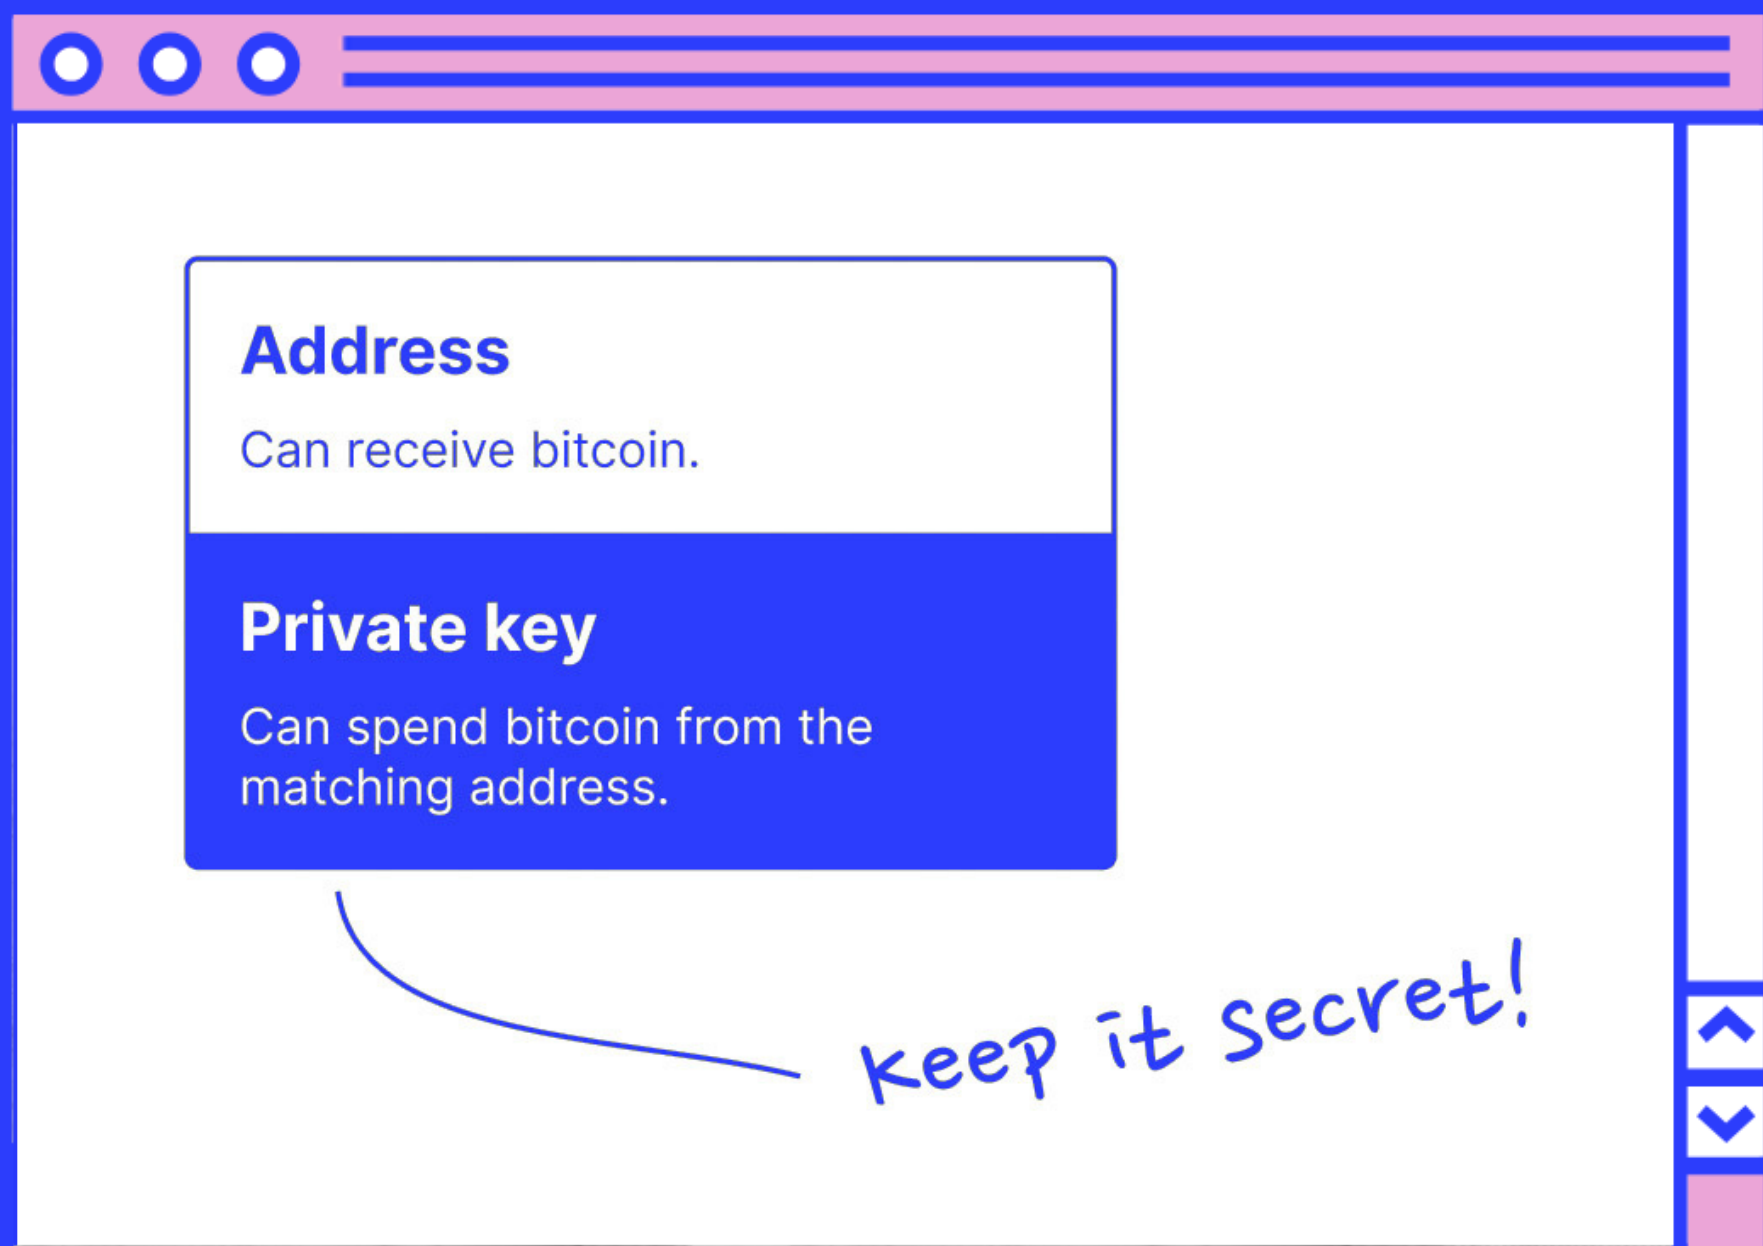 Address
Can receive bitcoin.
Private key
Can spend bitcoin from the
matching address.
keep it secret!